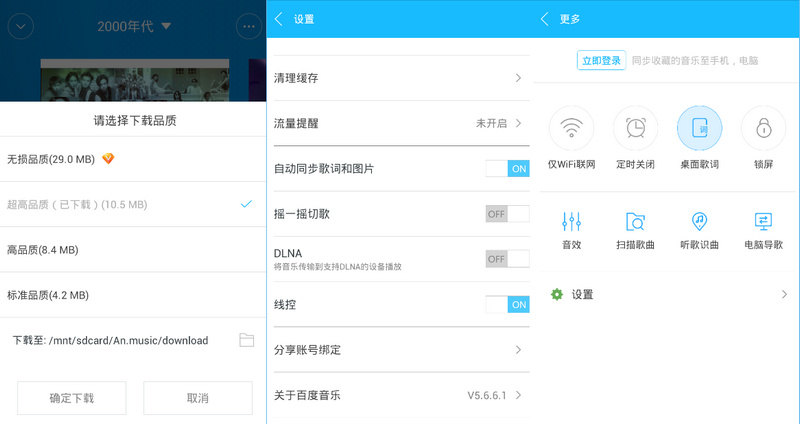 2000年代
请选择下载品质
无损品质(29.0 MB)
超高品质（已下载）(10.5 MB)
高品质(8.4 MB)
标准品质(4.2 MB)
下载至: /mnt/sdcard/An.music/download
确定下载
取消
设置
清理缓存
流量提醒 未开启
自动同步歌词和图片 ON
摇一摇切歌 OFF
DLNA
将音乐传输到支持DLNA的设备播放 OFF
线控 ON
分享账号绑定
关于百度音乐 V5.6.6.1
更多
立即登录 同步收藏的音乐至手机，电脑
词
仅WiFi联网 定时关闭 桌面歌词 锁屏
音效 扫描歌曲 听歌识曲 电脑导歌
设置